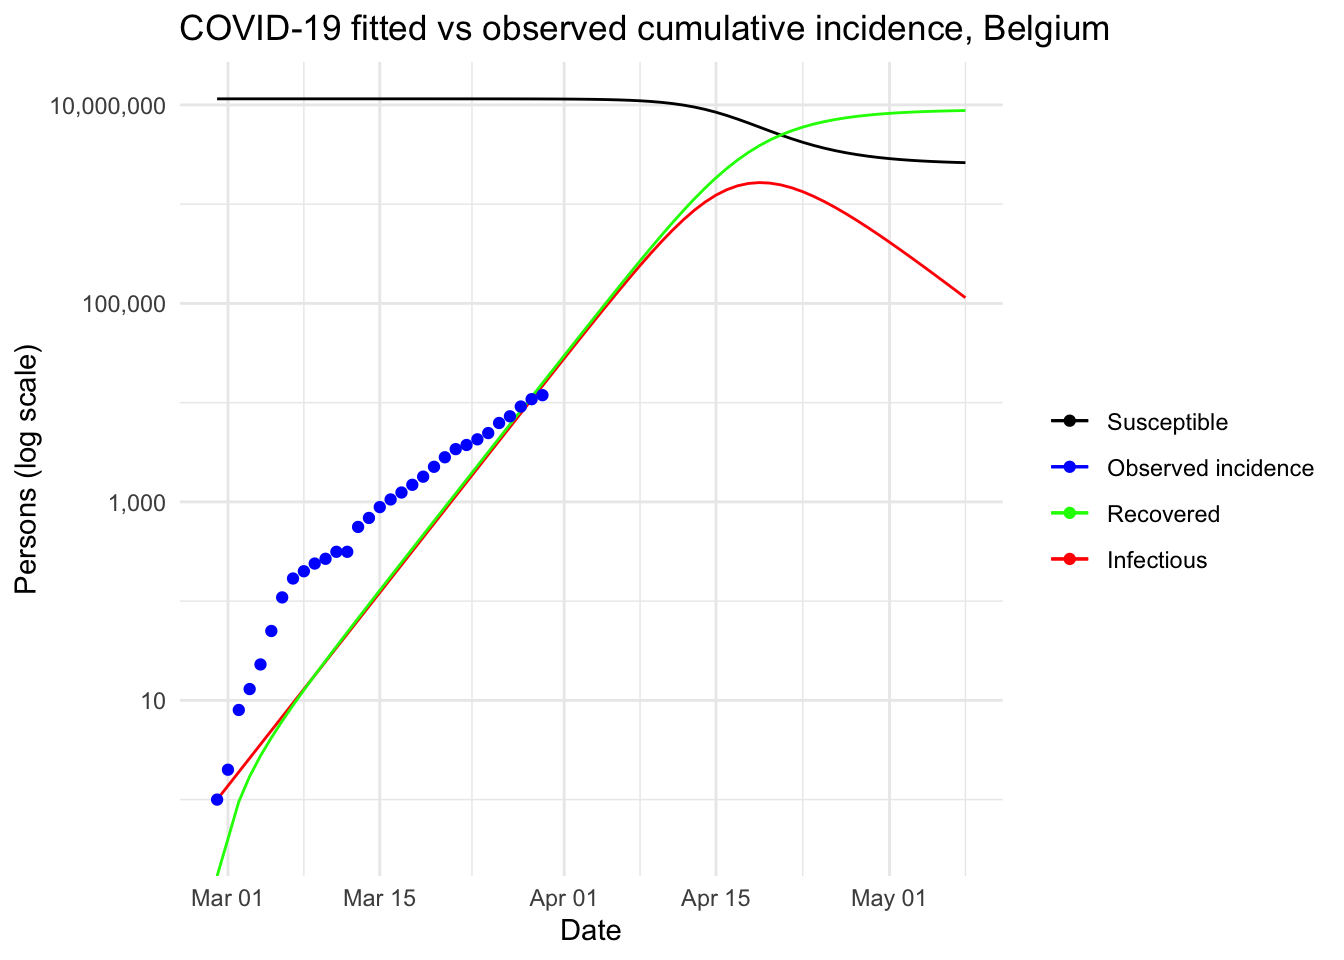 COVID-19 fitted vs observed cumulative incidence, Belgium
Persons (log scale)
10,000,000
100,000
1,000
10
Mar 01
Mar 15
Apr 01
Apr 15
May 01
Date
Susceptible
Observed incidence
Recovered
Infectious